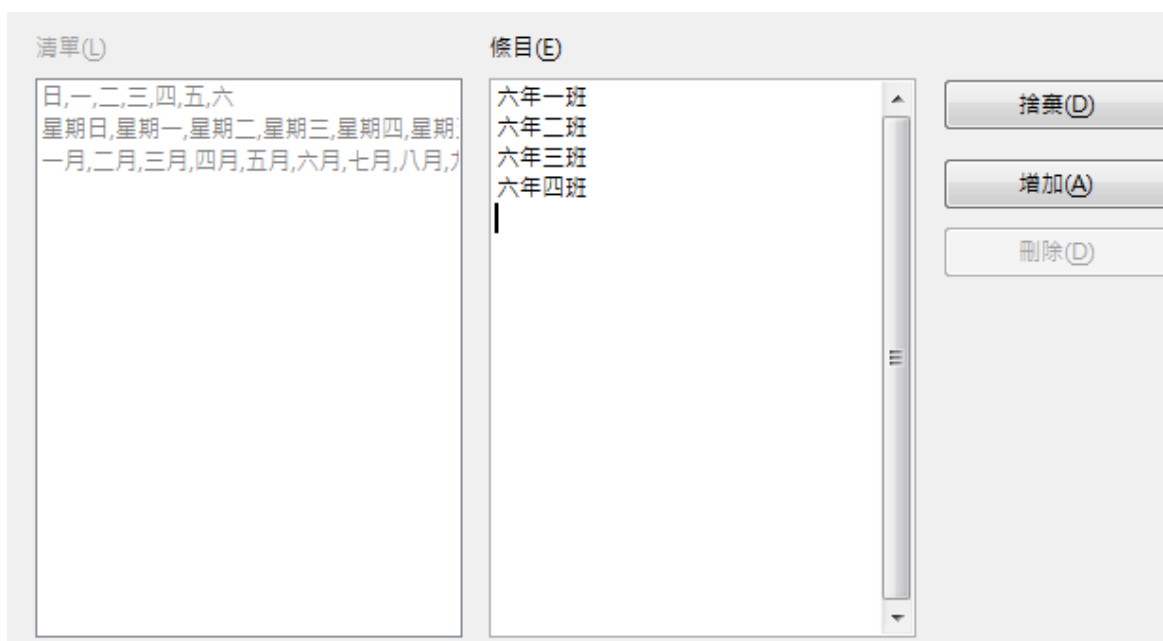 清單(L)
日,一,二,三,四,五,六
星期日,星期一,星期二,星期三,星期四,星期
一月,二月,三月,四月,五月,六月,七月,八月,
條目(E)
六年一班
六年二班
六年三班
六年四班
捨棄(D)
增加(A)
刪除(D)